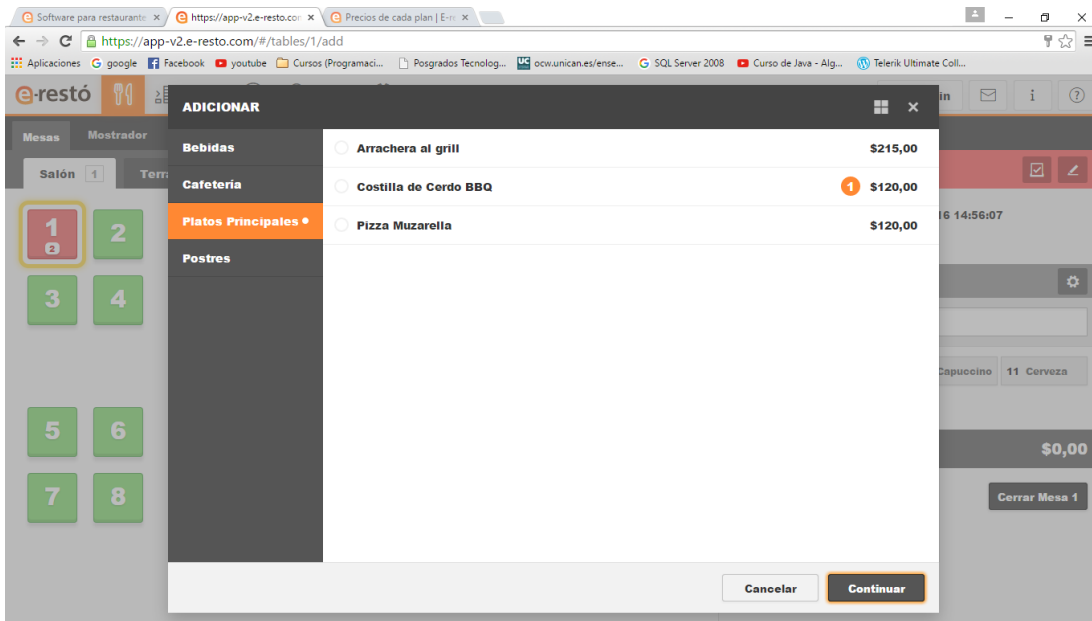 Software para restaurante
https://app-v2.e-resto.com
Precios de cada plan | E-re
https://app-v2.e-resto.com/#/tables/1/add
Aplicaciones google Facebook youtube Cursos (Programaci... Posgrados Tecnolog... ocw.unican.es/ense... SQL Server 2008 Curso de Java - Alg... Telerik Ultimate Coll...
e-restó
in
Mesas Mostrador
Salón 1 Terra
1
2
2
3 4
5 6
7 8
ADICIONAR
Bebidas
Cafetería
Platos Principales
Postres
Arrachera al grill $215,00
Costilla de Cerdo BBQ 1 $120,00
Pizza Muzarella $120,00
Cancelar Continuar
16 14:56:07
Capuccino 11 Cerveza
$0,00
Cerrar Mesa 1